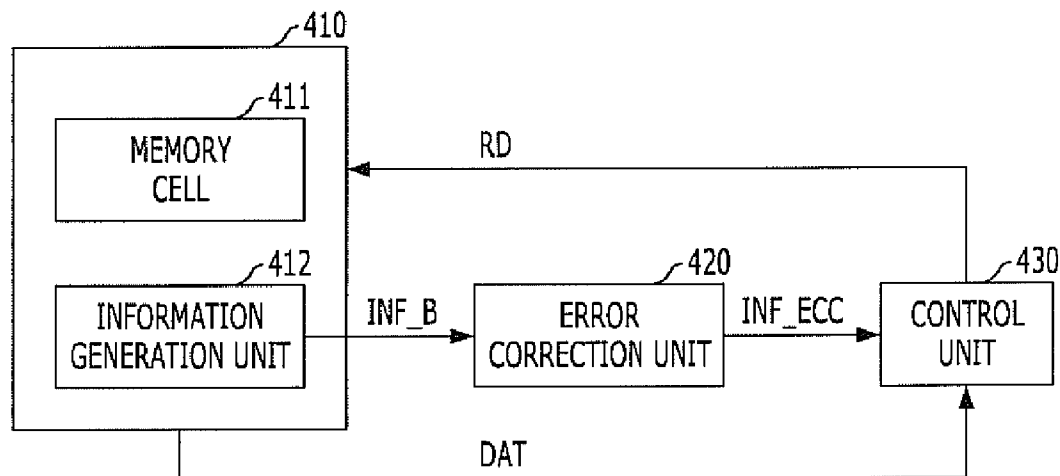 410
411
MEMORY
CELL
RD
412
INFORMATION
GENERATION UNIT
INF_B
420
ERROR
CORRECTION UNIT
INF_ECC
430
CONTROL
UNIT
DAT